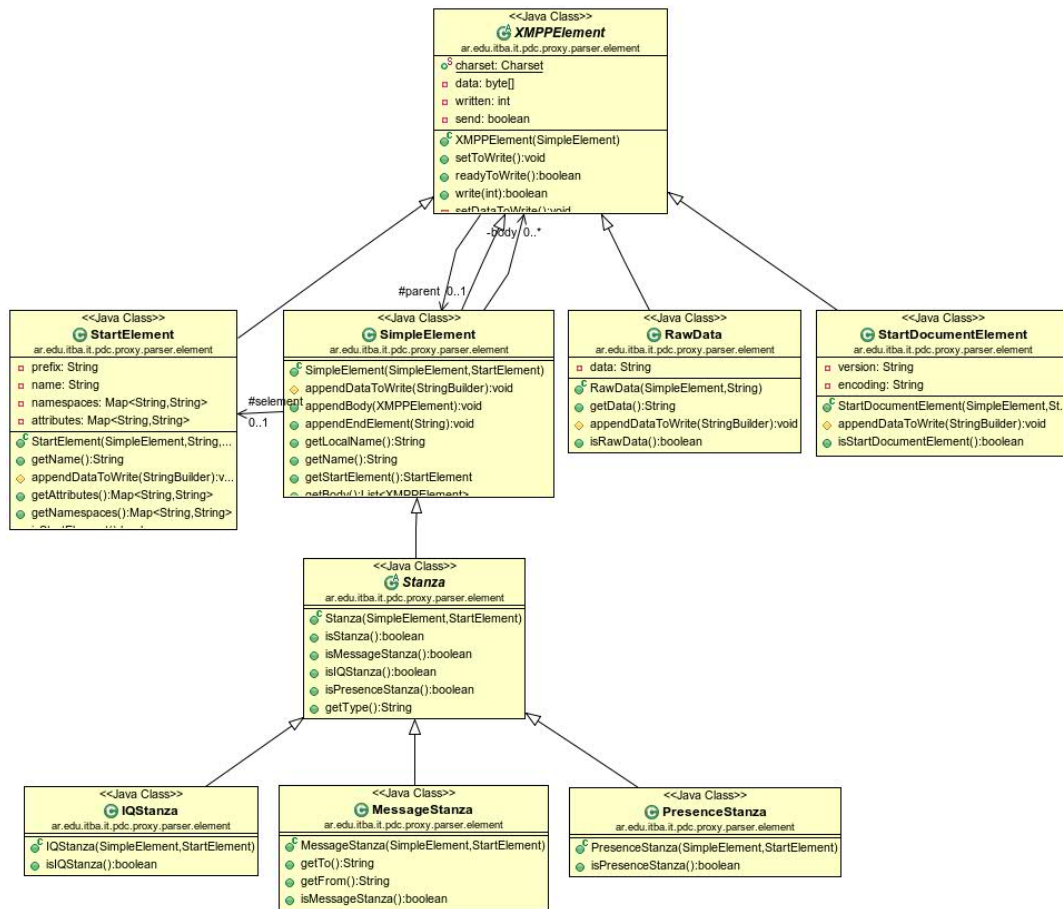 <<Java Class>>
XMPPElement
ar.edu.itba.it.pdc.proxy.parser.element
charset: Charset
data: byte[]
written: int
send: boolean
XMPPElement(SimpleElement)
setToWrite():void
readyToWrite():boolean
write(int):boolean
setDataToWrite():void
-body 0..*
#parent 0..1
<<Java Class>>
StartElement
ar.edu.itba.it.pdc.proxy.parser.element
prefix: String
name: String
namespaces: Map<String,String>
attributes: Map<String,String>
StartElement(SimpleElement,String,...
getName():String
appendDataToWrite(StringBuilder):v...
getAttributes():Map<String,String>
getNamespaces():Map<String,String>
isStartElement():boolean
#selement
0..1
<<Java Class>>
SimpleElement
ar.edu.itba.it.pdc.proxy.parser.element
SimpleElement(SimpleElement,StartElement)
appendDataToWrite(StringBuilder):void
appendBody(XMPPElement):void
appendEndElement(String):void
getLocalName():String
getName():String
getStartElement():StartElement
getBody():List<XMPPElement>
<<Java Class>>
RawData
ar.edu.itba.it.pdc.proxy.parser.element
data: String
RawData(SimpleElement,String)
getData():String
appendDataToWrite(StringBuilder):void
isRawData():boolean
<<Java Class>>
StartDocumentElement
ar.edu.itba.it.pdc.proxy.parser.element
version: String
encoding: String
StartDocumentElement(SimpleElement,St...
appendDataToWrite(StringBuilder):void
isStartDocumentElement():boolean
<<Java Class>>
Stanza
ar.edu.itba.it.pdc.proxy.parser.element
Stanza(SimpleElement,StartElement)
isStanza():boolean
isMessageStanza():boolean
isIQStanza():boolean
isPresenceStanza():boolean
getType():String
<<Java Class>>
IQStanza
ar.edu.itba.it.pdc.proxy.parser.element
IQStanza(SimpleElement,StartElement)
isIQStanza():boolean
<<Java Class>>
MessageStanza
ar.edu.itba.it.pdc.proxy.parser.element
MessageStanza(SimpleElement,StartElement)
getTo():String
getFrom():String
isMessageStanza():boolean
<<Java Class>>
PresenceStanza
ar.edu.itba.it.pdc.proxy.parser.element
PresenceStanza(SimpleElement,StartElement)
isPresenceStanza():boolean